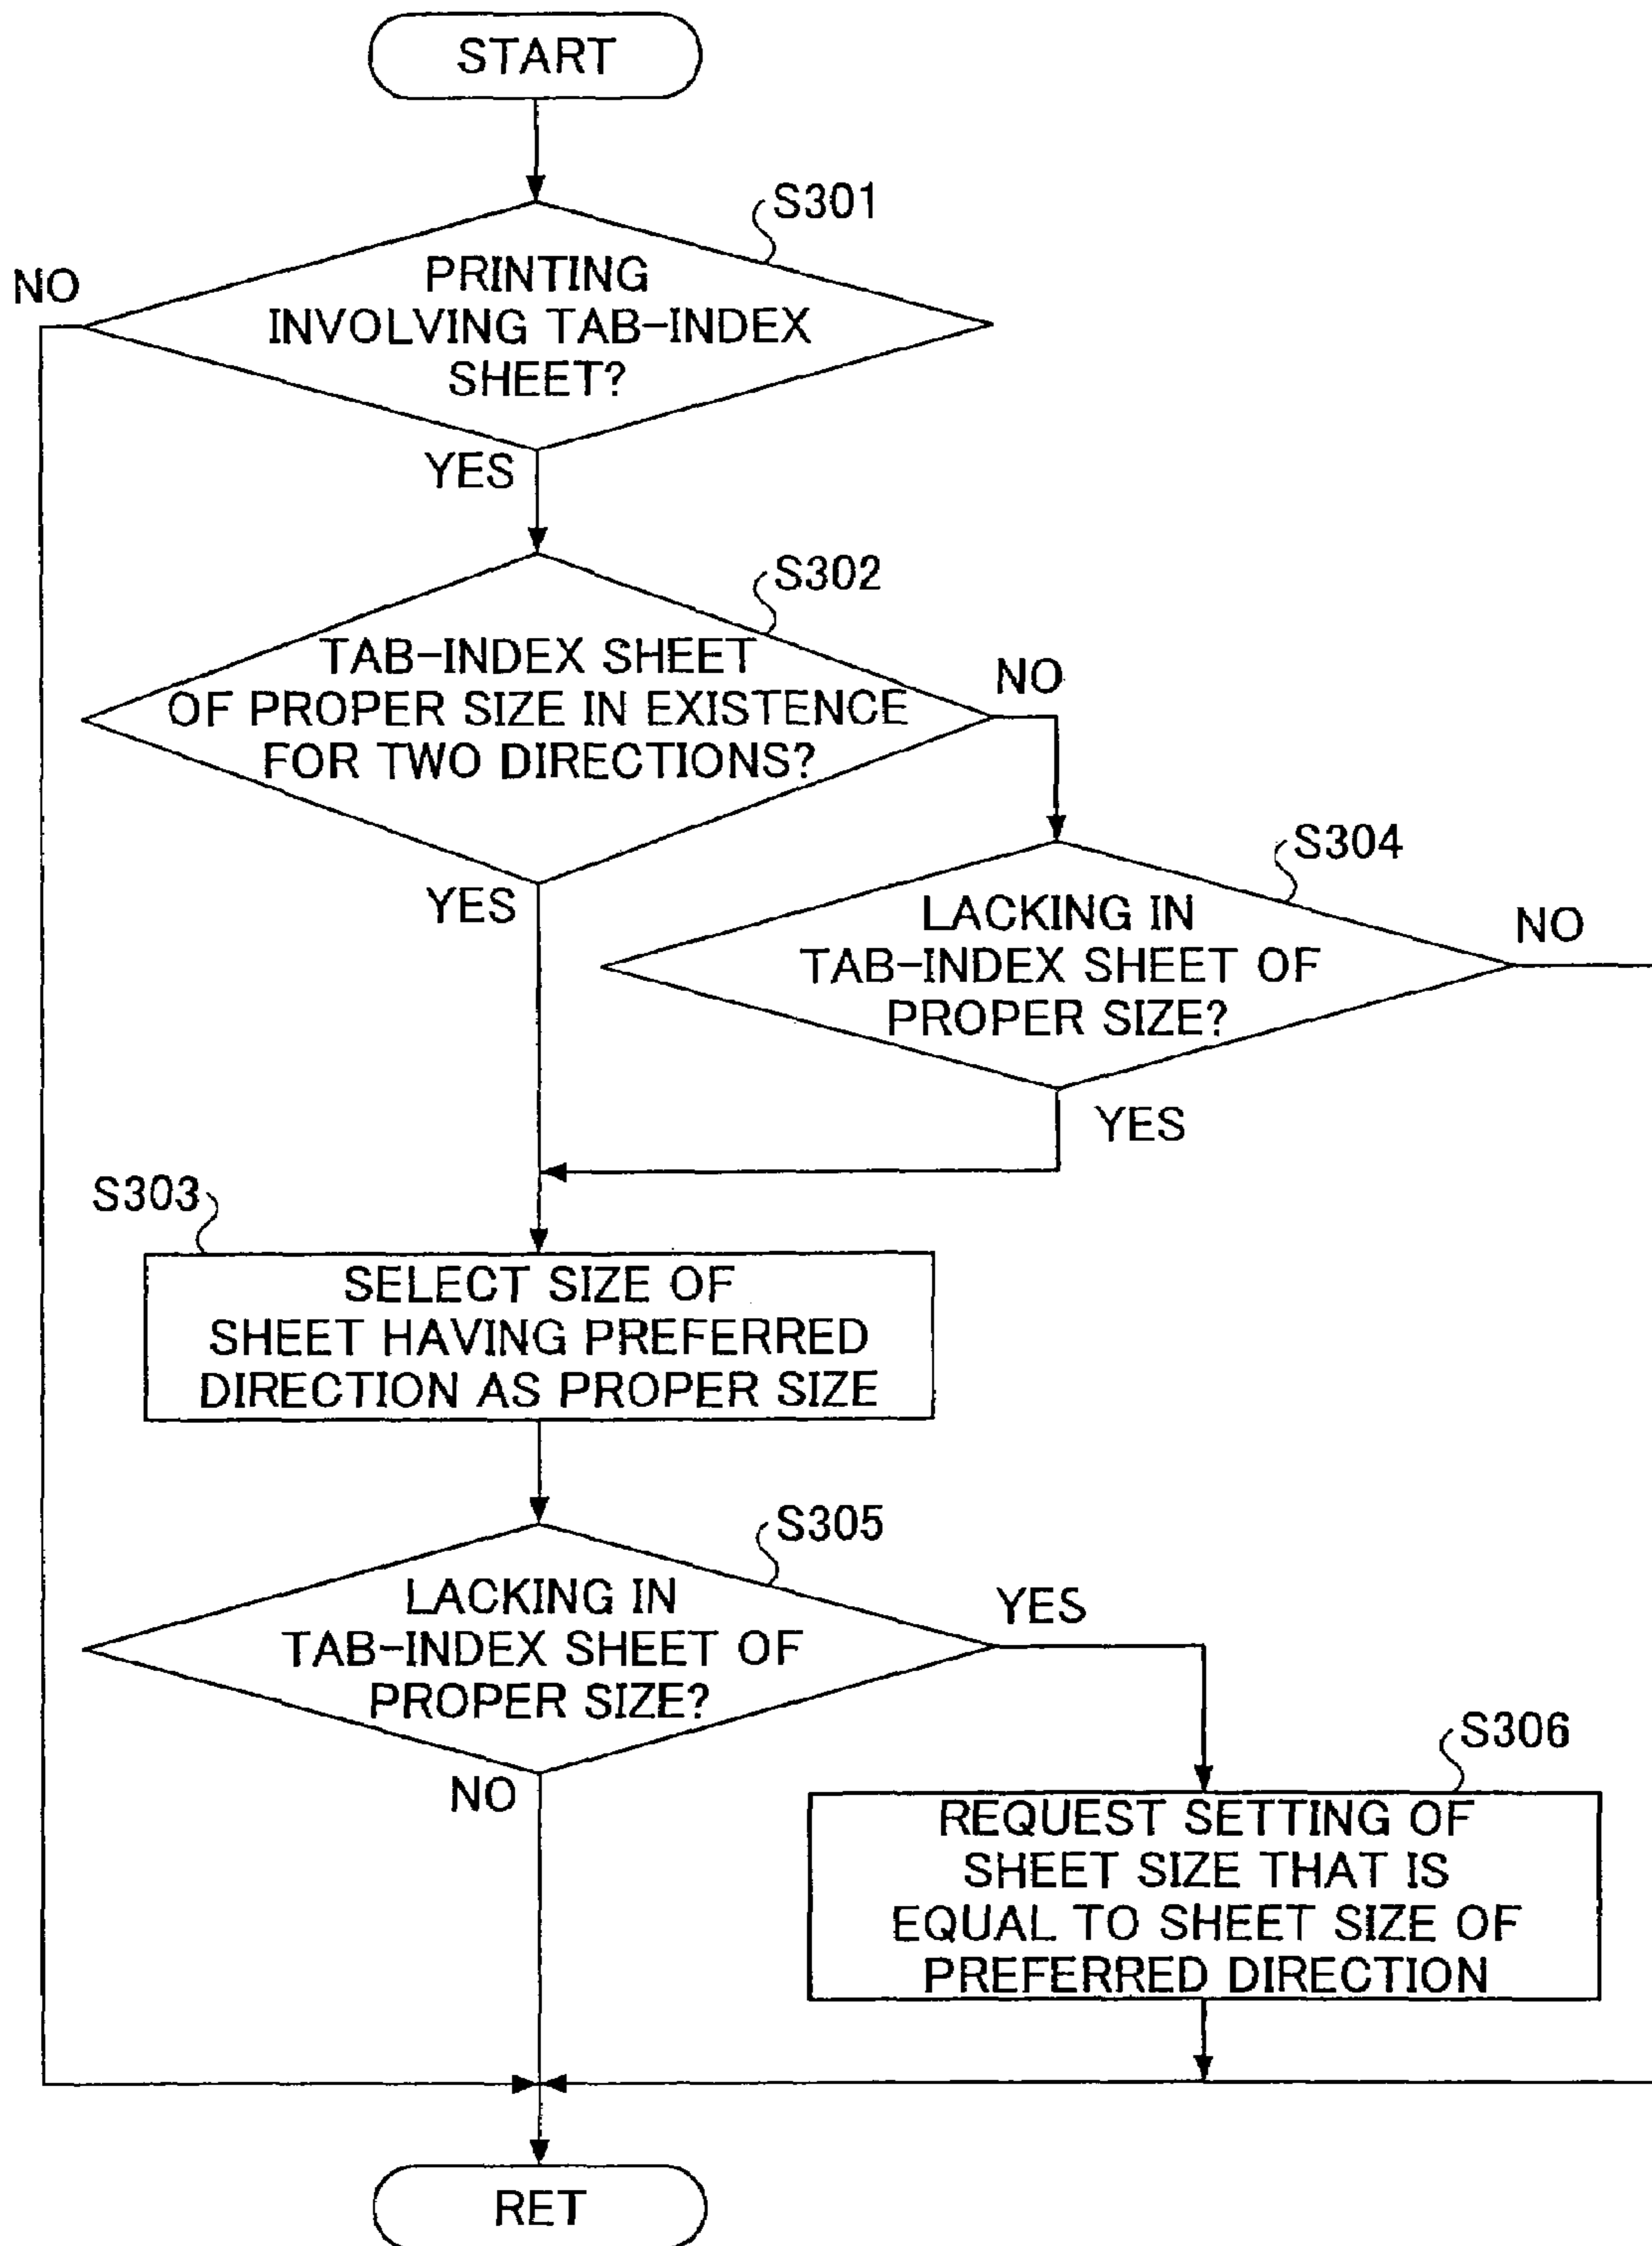 START
S301
NO
PRINTING
INVOLVING TAB-INDEX
SHEET?
YES
S302
TAB-INDEX SHEET
OF PROPER SIZE IN EXISTENCE
FOR TWO DIRECTIONS?
NO
YES
S304
LACKING IN
TAB-INDEX SHEET OF
PROPER SIZE?
NO
YES
S303
SELECT SIZE OF
SHEET HAVING PREFERRED
DIRECTION AS PROPER SIZE
S305
LACKING IN
TAB-INDEX SHEET OF
PROPER SIZE?
YES
NO
S306
REQUEST SETTING OF
SHEET SIZE THAT IS
EQUAL TO SHEET SIZE OF
PREFERRED DIRECTION
RET